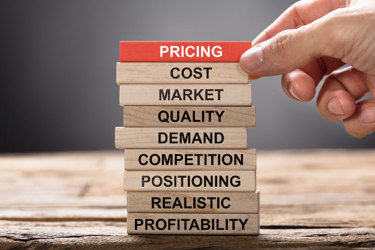 PRICING
COST
MARKET
QUALITY
DEMAND
COMPETITION
POSITIONING
REALISTIC
PROFITABILITY